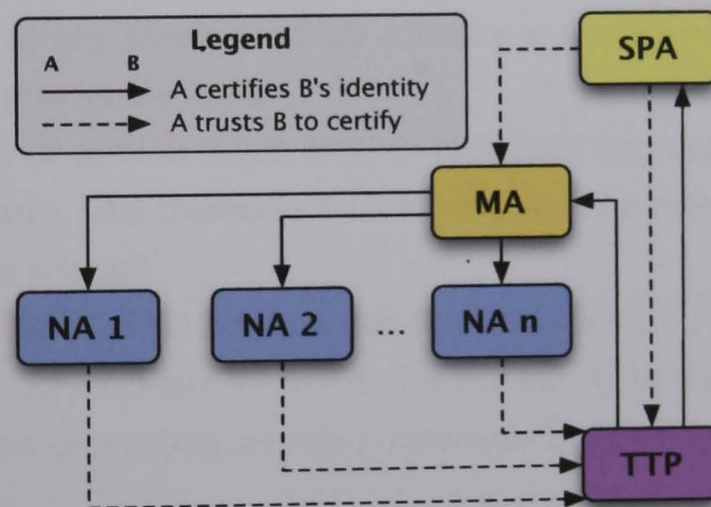 Legend
A B
A certifies B's identity
A trusts B to certify
SPA
MA
NA 1
NA 2
...
NA n
TTP